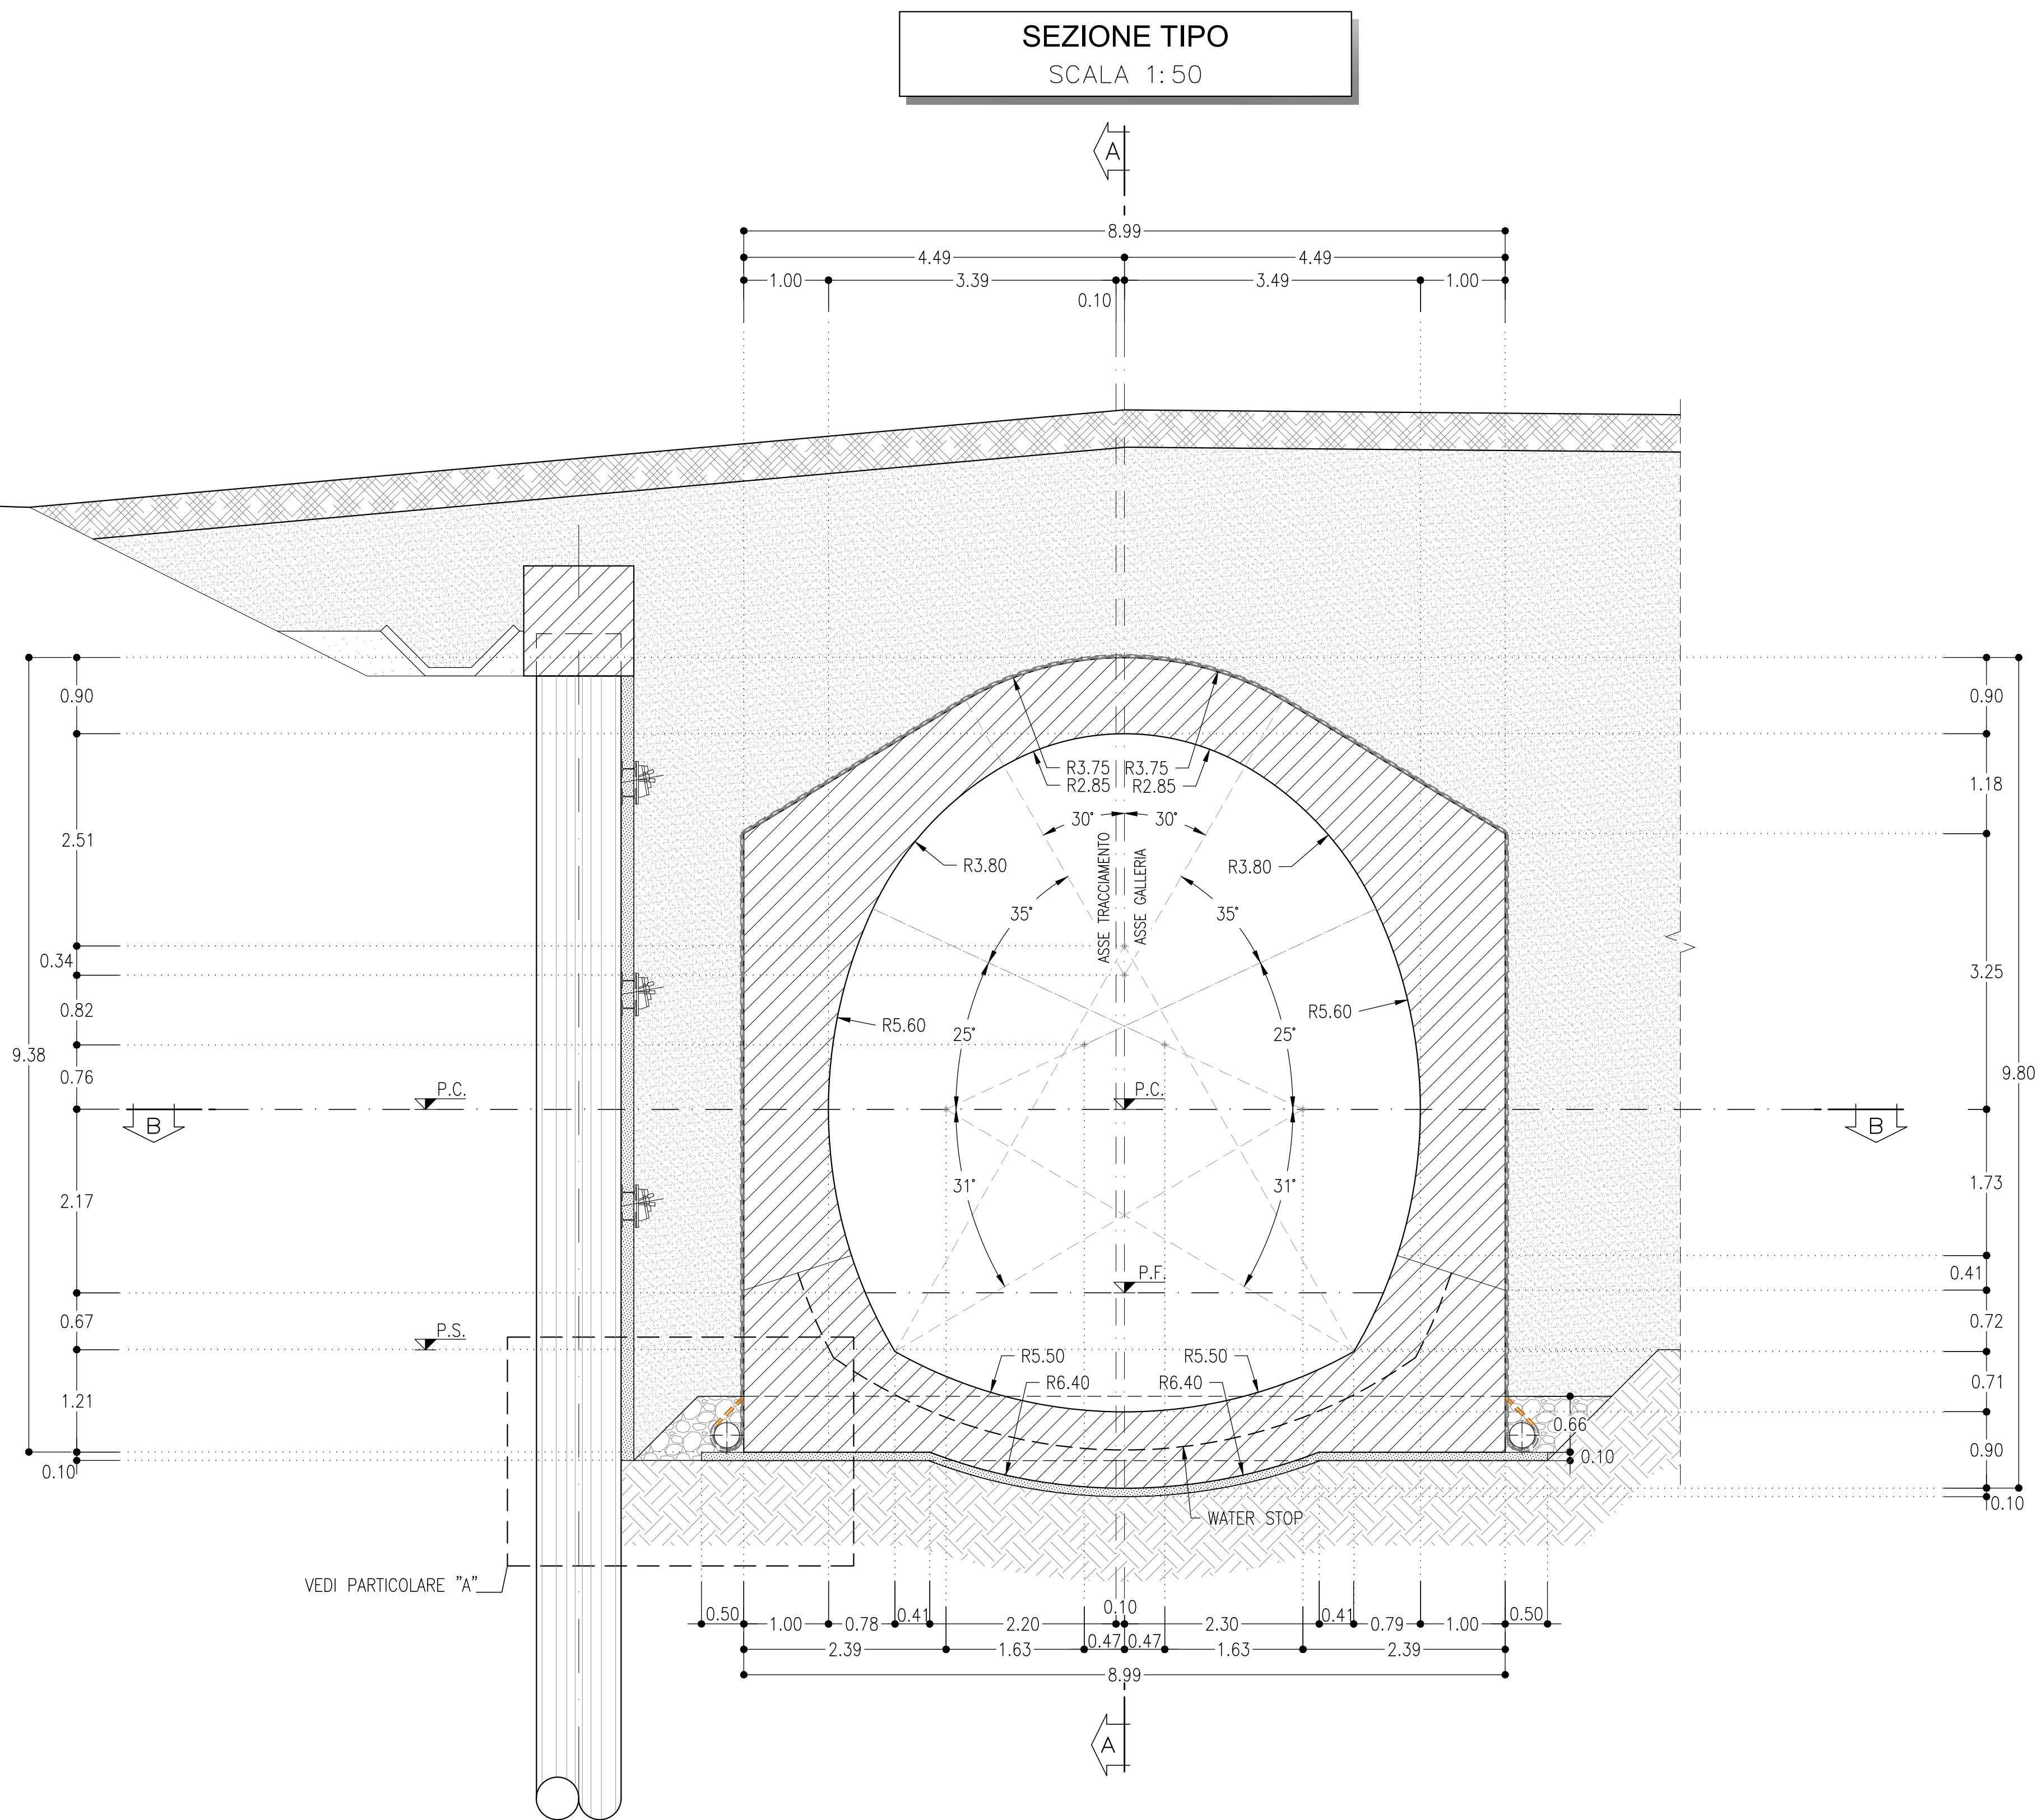 SEZIONE TIPO
SCALA 1:50
A
8.99
4.49 4.49
1.00 3.39 3.49 1.00
0.10
0.90 0.90
R3.75 R3.75
R2.85 R2.85
1.18
30° 30°
2.51
ASSE TRACCIAMENTO
ASSE GALLERIA
R3.80 R3.80
35° 35°
0.34
3.25
0.82
R5.60 R5.60
25° 25°
9.38
0.76
9.80
P.C. P.C.
B B
2.17
31° 31°
1.73
P.F.
0.41
0.67
0.72
P.S.
R5.50 R5.50
R6.40 R6.40
0.71
1.21
0.66
0.90
0.10
0.10
0.10
WATER STOP
VEDI PARTICOLARE "A"
0.50 1.00 0.78 0.41 2.20 0.10 2.30 0.41 0.79 1.00 0.50
2.39 1.63 0.47 0.47 1.63 2.39
8.99
A